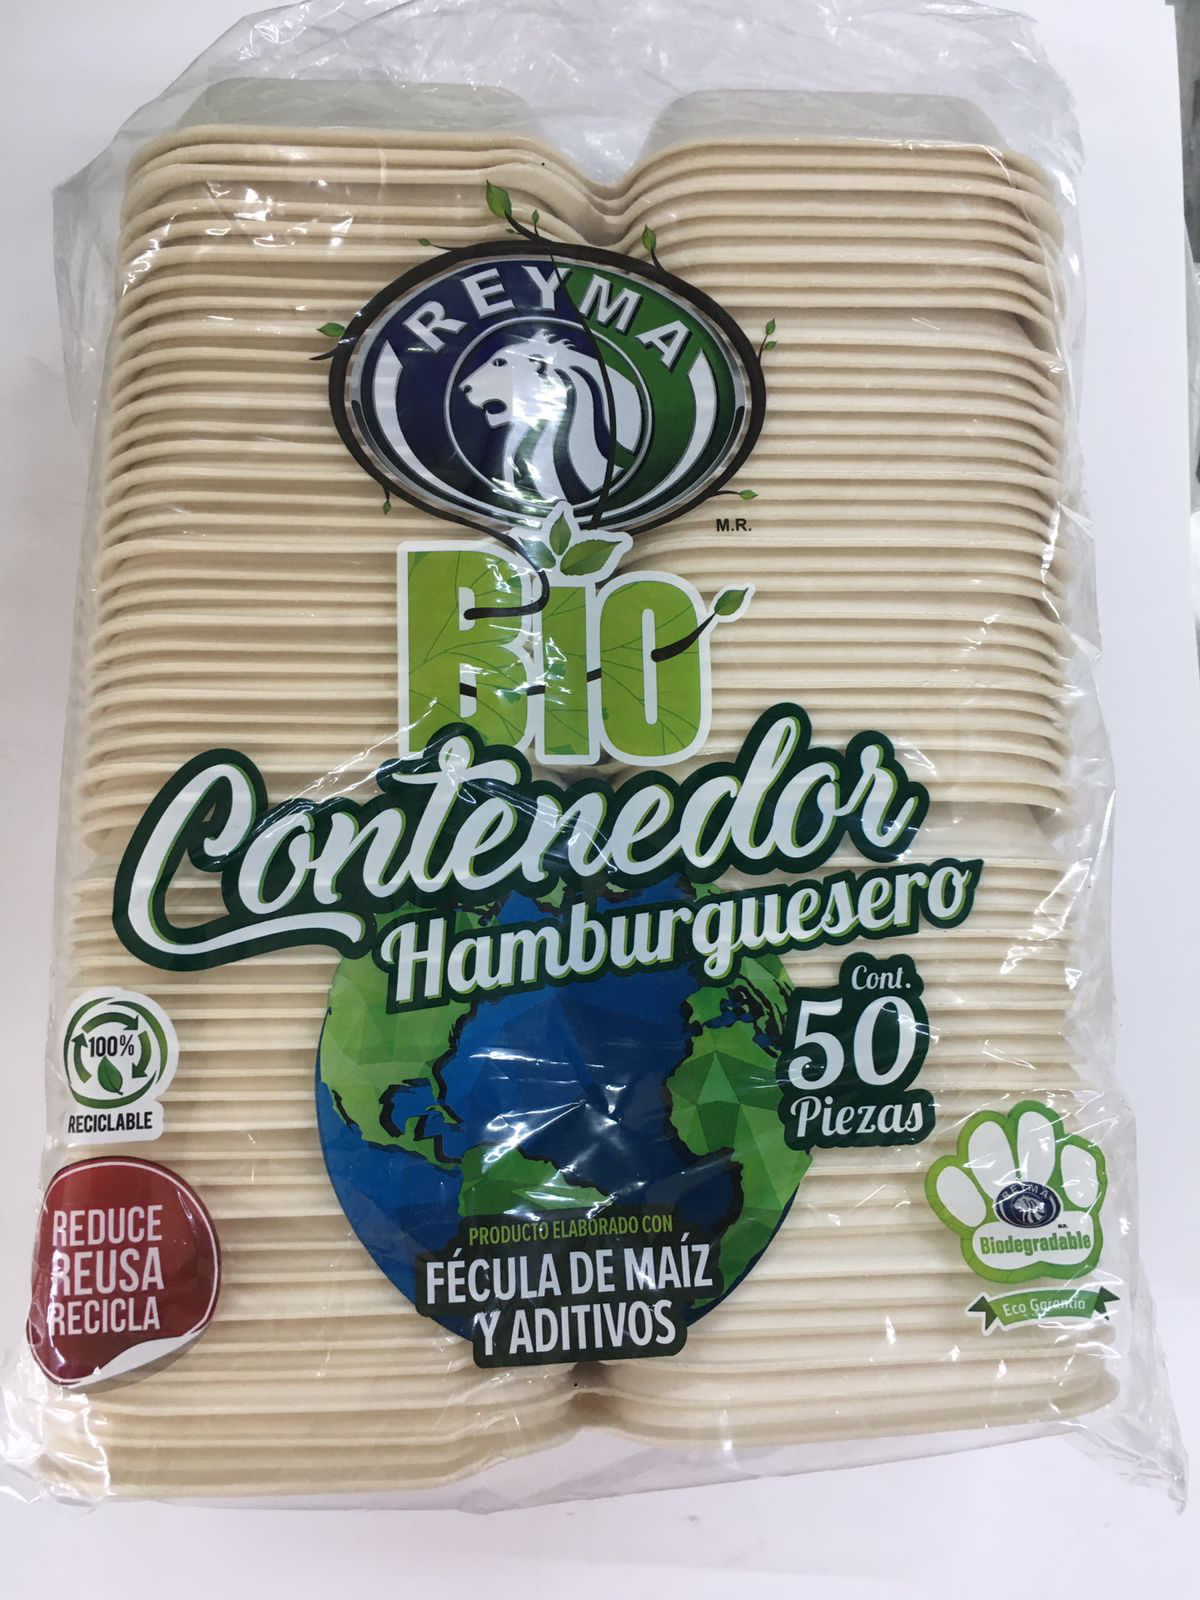 REYMA
M.R.
Bio
Contenedor
Hamburguesero
Cont.
50
Piezas
100%
RECICLABLE
REDUCE
REUSA
RECICLA
PRODUCTO ELABORADO CON
FÉCULA DE MAÍZ
Y ADITIVOS
REYMA
Biodegradable
Eco Garantía